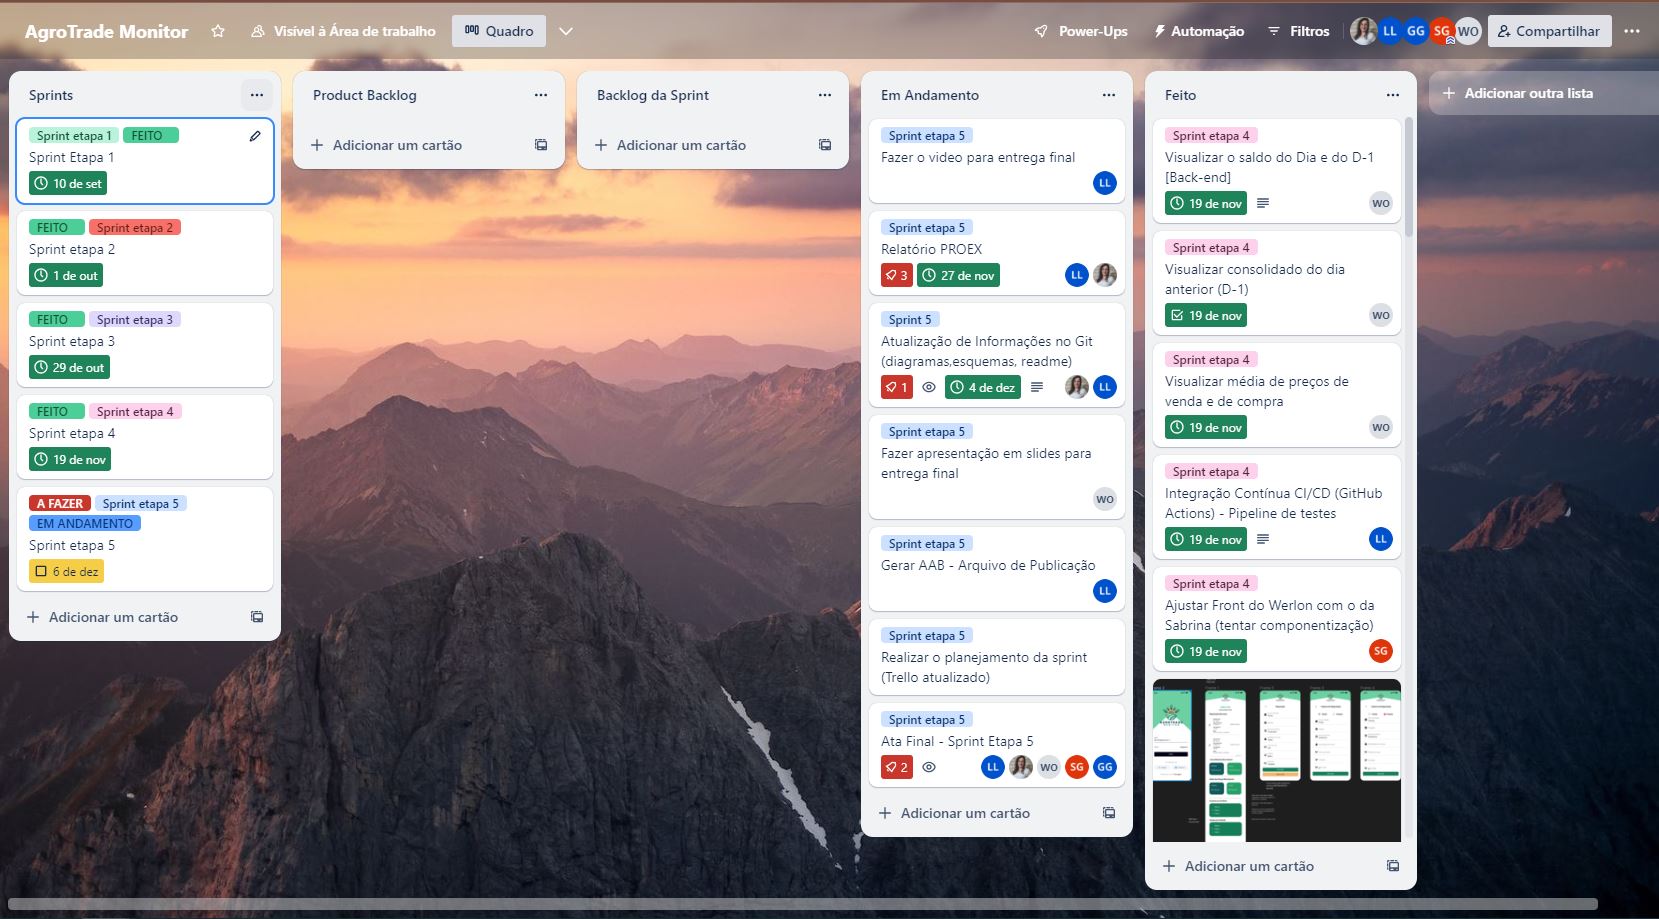 AgroTrade Monitor
Visível à Área de trabalho
Quadro
Power-Ups
Automação
Filtros
LL
GG
SG
WO
Compartilhar
Sprints
Sprint etapa 1
FEITO
Sprint Etapa 1
10 de set
FEITO
Sprint etapa 2
Sprint etapa 2
1 de out
FEITO
Sprint etapa 3
Sprint etapa 3
29 de out
FEITO
Sprint etapa 4
Sprint etapa 4
19 de nov
A FAZER
Sprint etapa 5
EM ANDAMENTO
Sprint etapa 5
6 de dez
Adicionar um cartão
Product Backlog
Adicionar um cartão
Backlog da Sprint
Adicionar um cartão
Em Andamento
Sprint etapa 5
Fazer o video para entrega final
LL
Sprint etapa 5
Relatório PROEX
3
27 de nov
LL
Sprint 5
Atualização de Informações no Git
(diagramas,esquemas, readme)
1
4 de dez
LL
Sprint etapa 5
Fazer apresentação em slides para
entrega final
WO
Sprint etapa 5
Gerar AAB - Arquivo de Publicação
LL
Sprint etapa 5
Realizar o planejamento da sprint
(Trello atualizado)
Sprint etapa 5
Ata Final - Sprint Etapa 5
2
LL
WO
SG
GG
Adicionar um cartão
Feito
Sprint etapa 4
Visualizar o saldo do Dia e do D-1
[Back-end]
19 de nov
WO
Sprint etapa 4
Visualizar consolidado do dia
anterior (D-1)
19 de nov
WO
Sprint etapa 4
Visualizar média de preços de
venda e de compra
19 de nov
WO
Sprint etapa 4
Integração Contínua CI/CD (GitHub
Actions) - Pipeline de testes
19 de nov
LL
Sprint etapa 4
Ajustar Front do Werlon com o da
Sabrina (tentar componentização)
19 de nov
SG
Adicionar um cartão
Adicionar outra lista